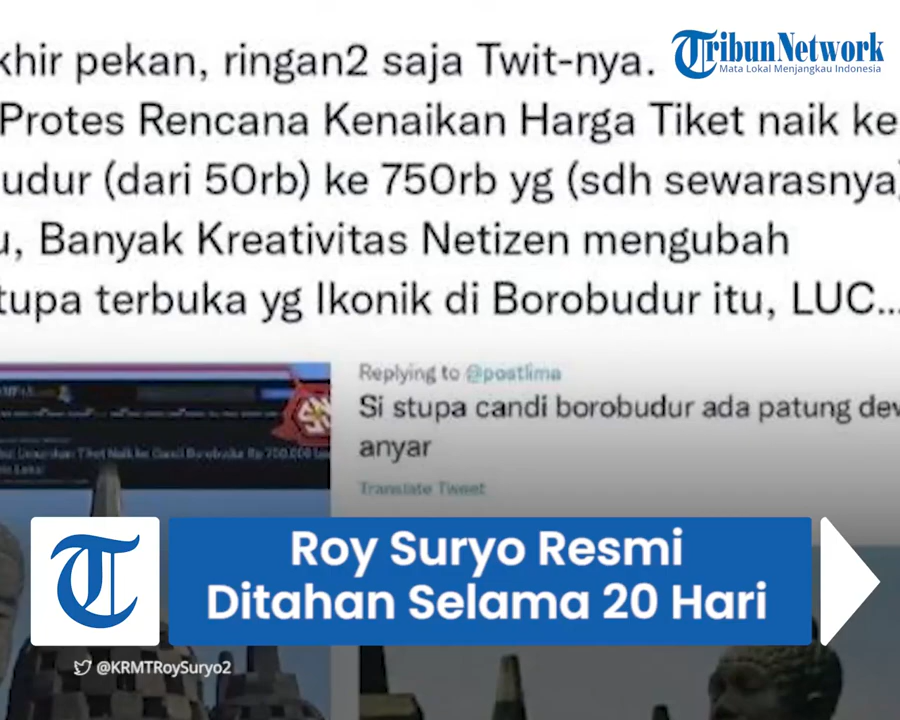 khir pekan, ringan2 saja Twit-nya.
TribunNetwork
Mata Lokal Menjangkau Indonesia
Protes Rencana Kenaikan Harga Tiket naik ke
udur (dari 50rb) ke 750rb yg (sdh sewarasnya)
u, Banyak Kreativitas Netizen mengubah
tupa terbuka yg Ikonik di Borobudur itu, LUC...
Replying to @postlima
Si stupa candi borobudur ada patung dev
anyar
Translate Tweet
Roy Suryo Resmi
Ditahan Selama 20 Hari
@KRMTRoySuryo2